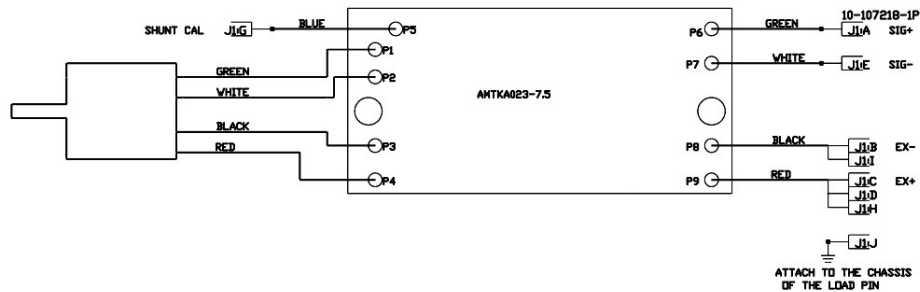 10-107218-1P
SHUNT CAL J1:G BLUE P5 P6 GREEN J1:A SIG+
P1
GREEN P2 P7 WHITE J1:E SIG-
WHITE
AMTKA023-7.5
BLACK P3 P8 BLACK J1:B EX-
J1:I
RED P4 P9 RED J1:C EX+
J1:D
J1:H
J1:J
ATTACH TO THE CHASSIS
OF THE LOAD PIN